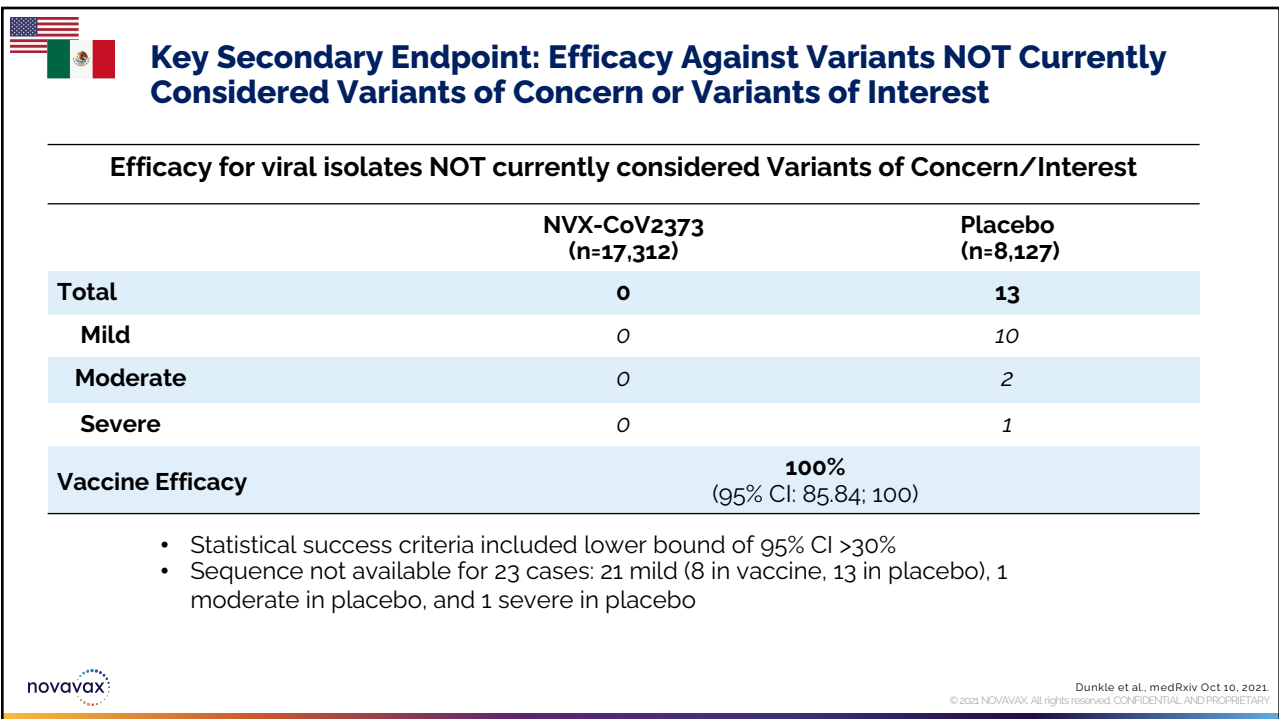 Key Secondary Endpoint: Efficacy Against Variants NOT Currently
Considered Variants of Concern or Variants of Interest
Efficacy for viral isolates NOT currently considered Variants of Concern/Interest
NVX-CoV2373 Placebo
(n=17,312) (n=8,127)
Total 0 13
Mild 0 10
Moderate 0 2
Severe 0 1
Vaccine Efficacy 100%
(95% CI: 85.84; 100)
• Statistical success criteria included lower bound of 95% CI >30%
• Sequence not available for 23 cases: 21 mild (8 in vaccine, 13 in placebo), 1
moderate in placebo, and 1 severe in placebo
novavax
Dunkle et al., medRxiv Oct 10, 2021.
© 2021 NOVAVAX. All rights reserved. CONFIDENTIAL AND PROPRIETARY.